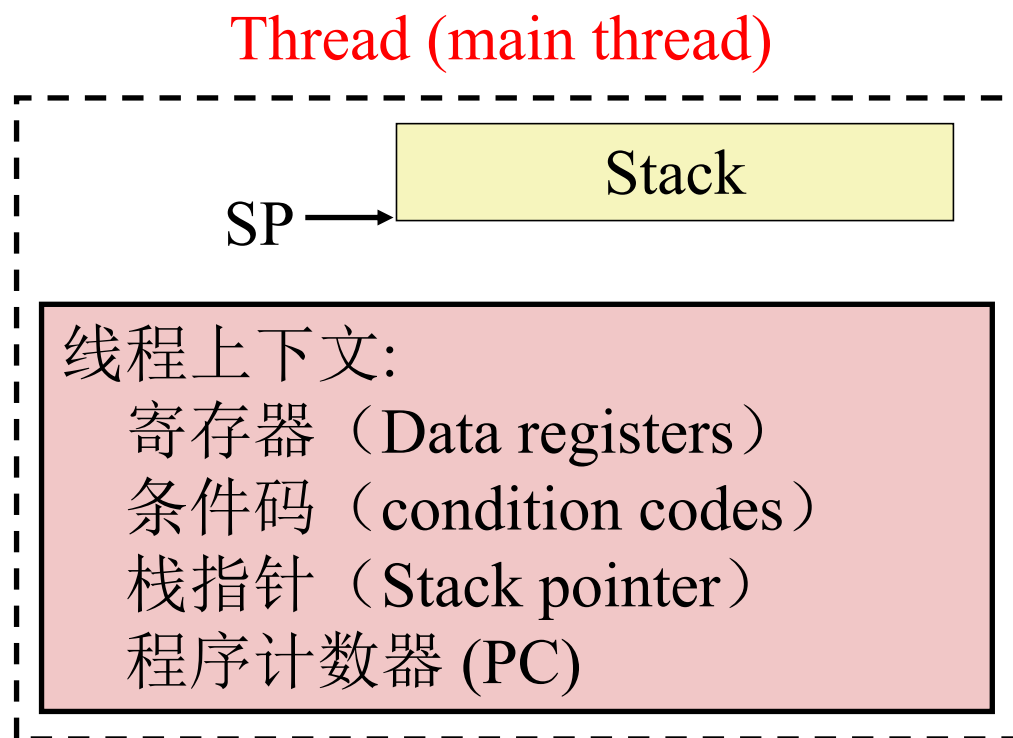 Thread (main thread)
Stack
SP
线程上下文:
寄存器（Data registers）
条件码（condition codes）
栈指针（Stack pointer）
程序计数器 (PC)